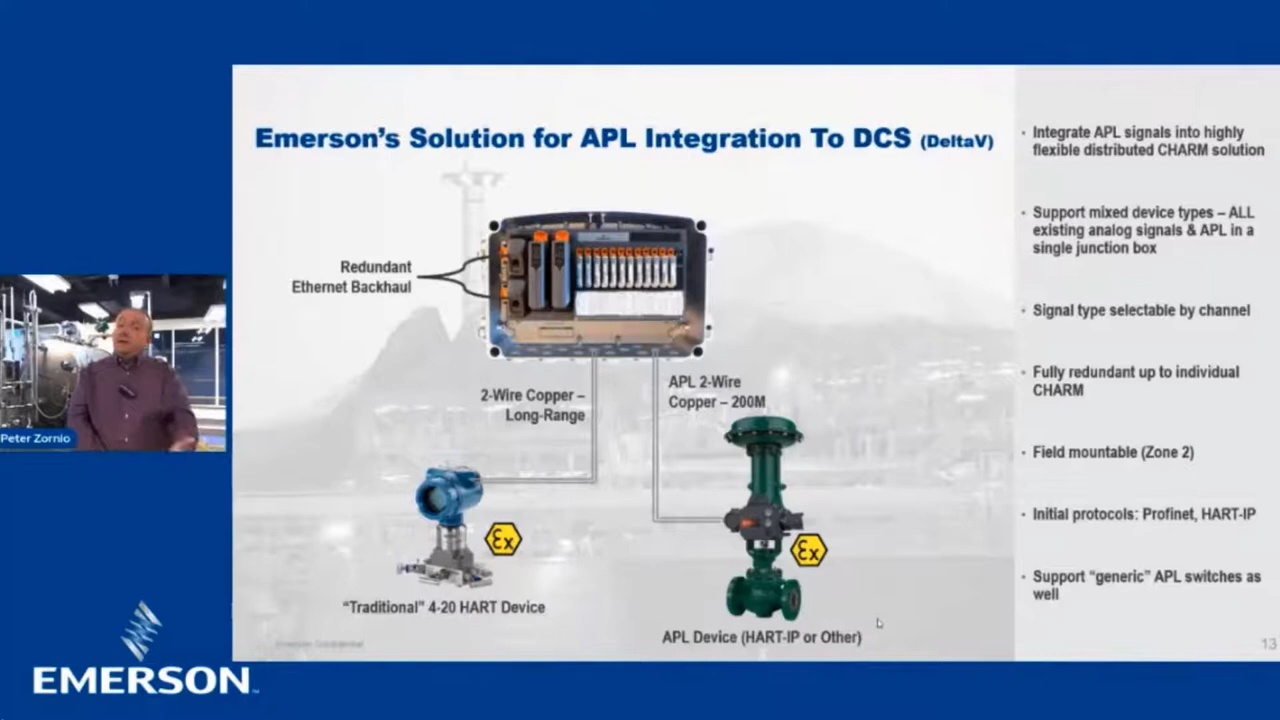 Emerson's Solution for APL Integration To DCS (DeltaV)
Redundant
Ethernet Backhaul
2-Wire Copper –
Long-Range
APL 2-Wire
Copper – 200M
Ex
Ex
"Traditional" 4-20 HART Device
APL Device (HART-IP or Other)
Emerson Confidential
· Integrate APL signals into highly
flexible distributed CHARM solution
· Support mixed device types – ALL
existing analog signals & APL in a
single junction box
· Signal type selectable by channel
· Fully redundant up to individual
CHARM
· Field mountable (Zone 2)
· Initial protocols: Profinet, HART-IP
· Support "generic" APL switches as
well
13
Peter Zornio
EMERSON™